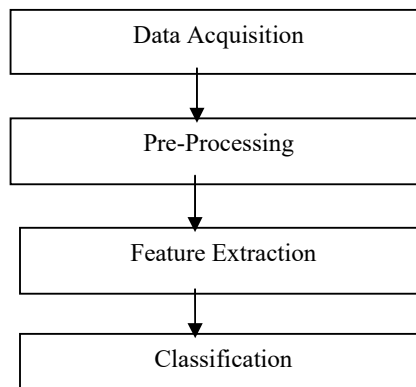 Data Acquisition
Pre-Processing
Feature Extraction
Classification